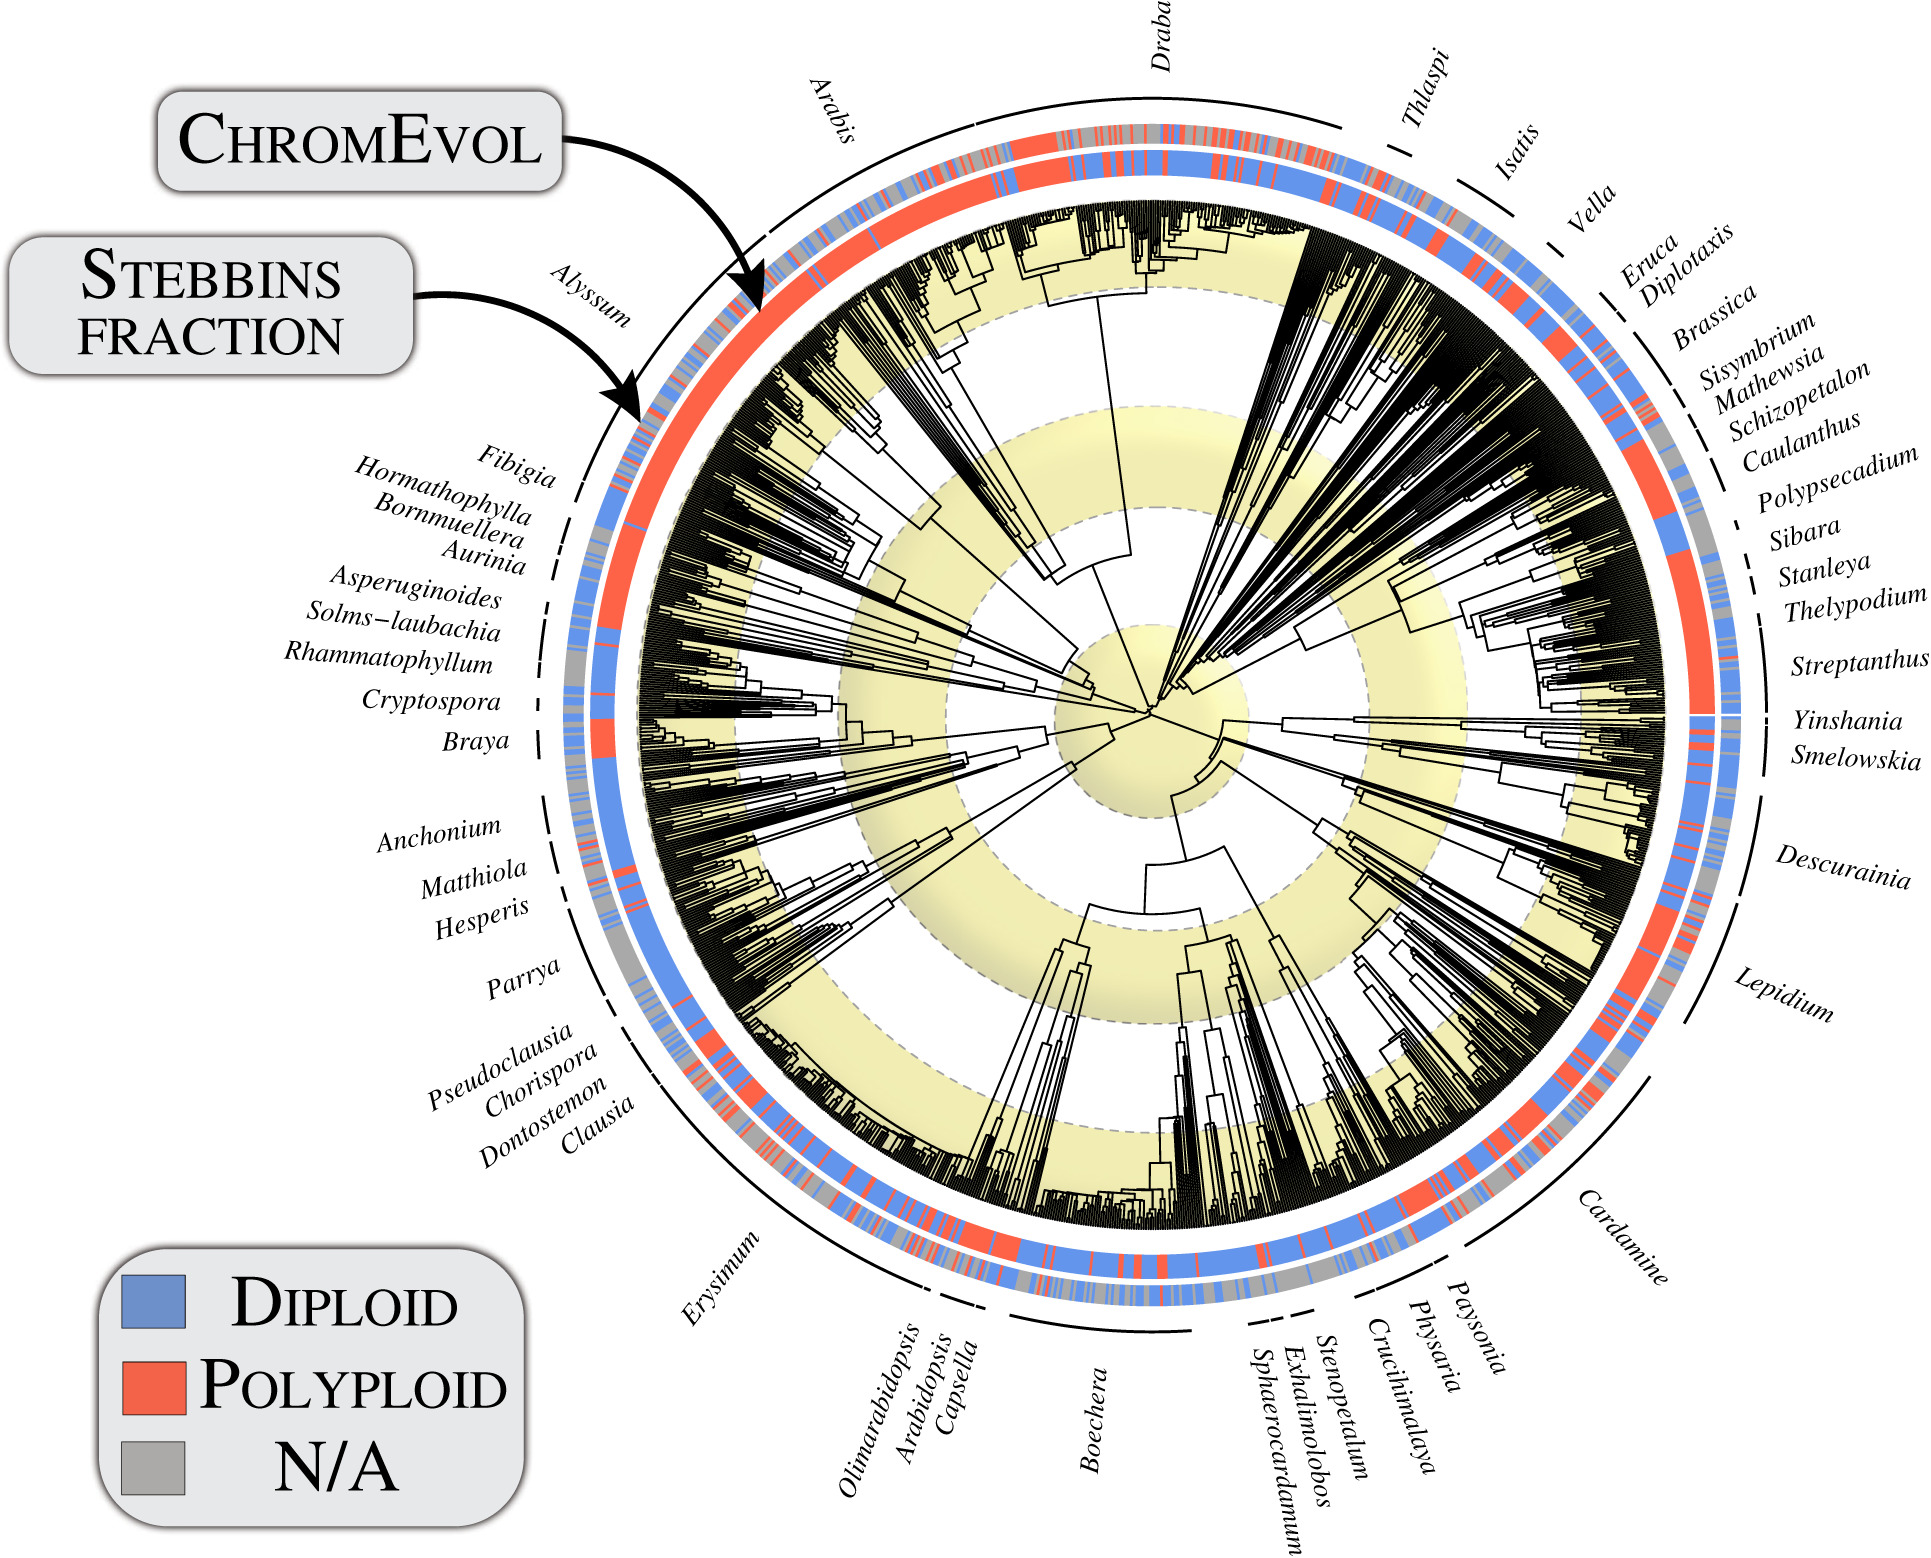 CHROMEVOL
STEBBINS
FRACTION
Draba
Thlaspi
Isatis
Vella
Eruca
Diplotaxis
Brassica
Sisymbrium
Mathewsia
Schizopetalon
Caulanthus
Polypsecadium
Sibara
Stanleya
Thelypodium
Streptanthus
Yinshania
Smelowskia
Descurainia
Lepidium
Cardamine
Paysonia
Physaria
Crucihimalaya
Stenopetalum
Exhalimolobos
Sphaerocardamum
Boechera
Capsella
Arabidopsis
Olimarabidopsis
Erysimum
Clausia
Dontostemon
Chorispora
Pseudoclausia
Parrya
Hesperis
Matthiola
Anchonium
Braya
Cryptospora
Rhammatophyllum
Solms−laubachia
Asperuginoides
Aurinia
Bornmuellera
Hormathophylla
Fibigia
Alyssum
Arabis
DIPLOID
POLYPLOID
N/A